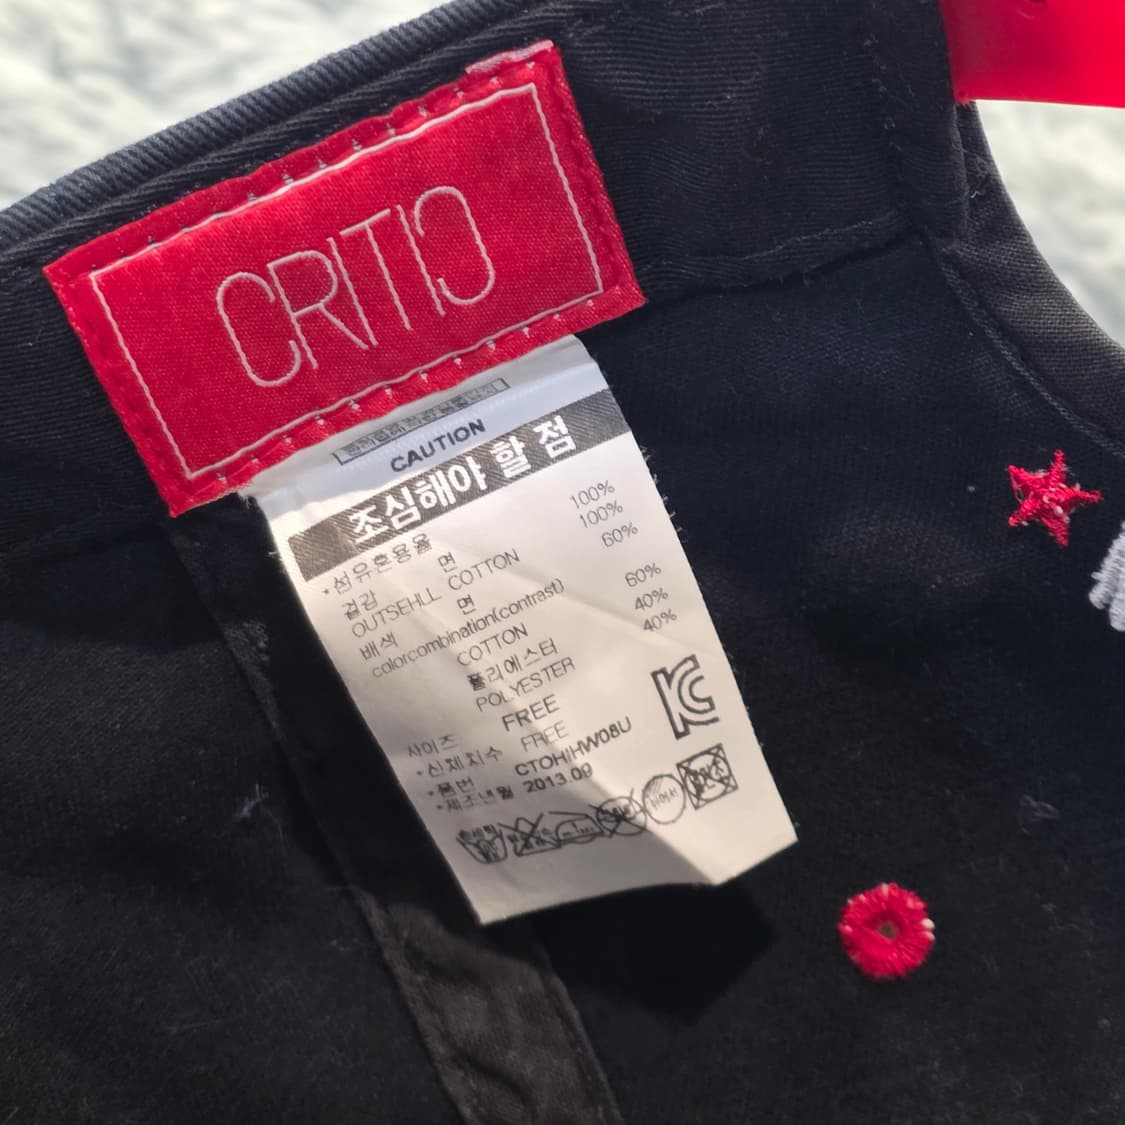 CRITIC
CAUTION
조심해야 할 점
*섬유혼용율
겉감 면 100%
OUTSEHLL COTTON 100%
배색 면 60%
colorcombination(contrast)
COTTON 60%
폴리에스터 40%
POLYESTER 40%
사이즈 FREE
*신체치수 FREE
*품번 CTOHIHW08U
*제조년월 2013.09